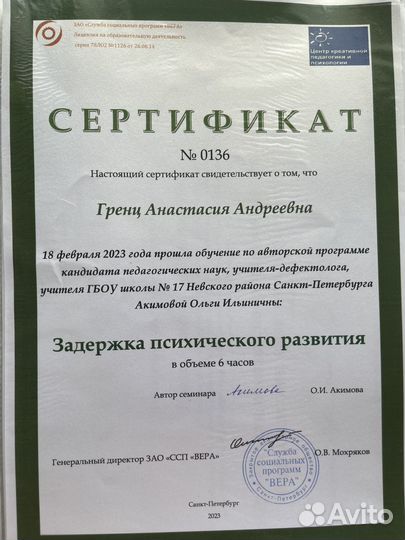 ЗАО «Служба социальных программ «ВЕРА»
Лицензия на образовательную деятельность
серия 78Л02 №1126 от 26.06.14
Центр креативной
педагогики и
психологии
СЕРТИФИКАТ
№ 0136
Настоящий сертификат свидетельствует о том, что
Гренц Анастасия Андреевна
18 февраля 2023 года прошла обучение по авторской программе
кандидата педагогических наук, учителя-дефектолога,
учителя ГБОУ школы № 17 Невского района Санкт-Петербурга
Акимовой Ольги Ильиничны:
Задержка психического развития
в объеме 6 часов
Автор семинара
Акимова
О.И. Акимова
Генеральный директор ЗАО «ССП «ВЕРА»
О.В. Мохряков
"Служба
социальных
программ
"ВЕРА"
Санкт-Петербург
2023
Avito